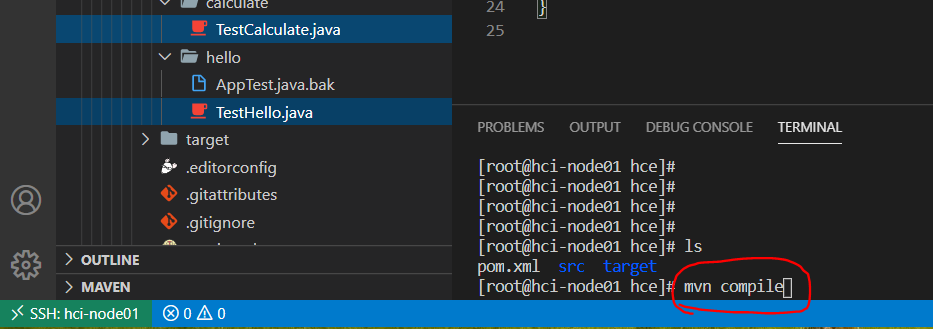 calculate
TestCalculate.java
hello
AppTest.java.bak
TestHello.java
target
.editorconfig
.gitattributes
.gitignore
OUTLINE
MAVEN
24 }
25
PROBLEMS OUTPUT DEBUG CONSOLE TERMINAL
[root@hci-node01 hce]#
[root@hci-node01 hce]#
[root@hci-node01 hce]#
[root@hci-node01 hce]#
[root@hci-node01 hce]# ls
pom.xml src target
[root@hci-node01 hce]# mvn compile
SSH: hci-node01 0 0